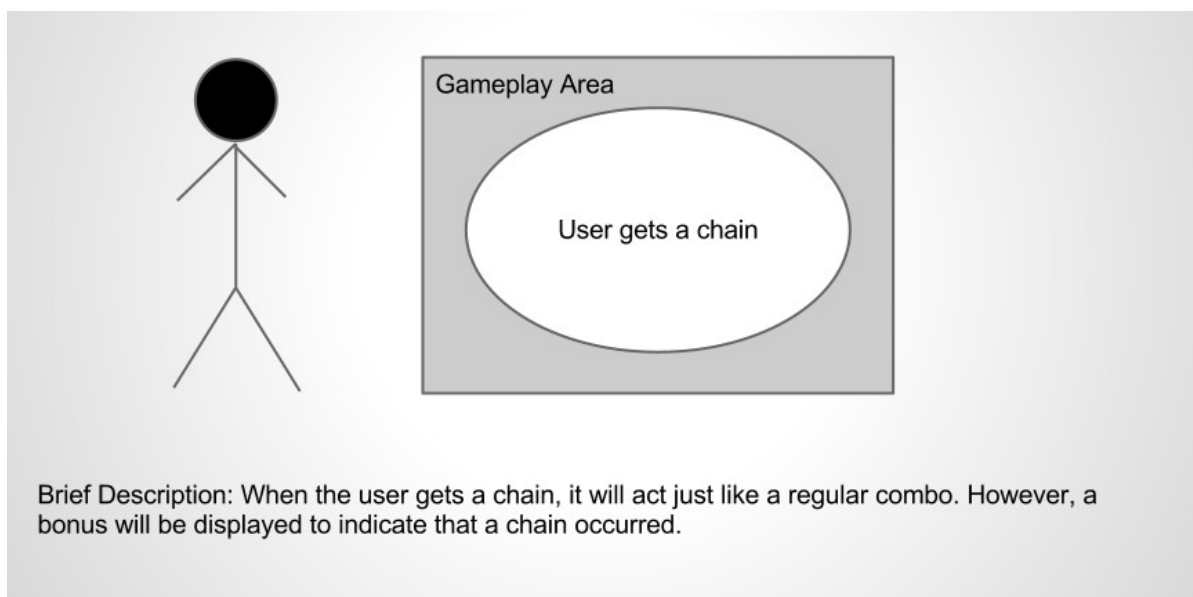 Gameplay Area
User gets a chain
Brief Description: When the user gets a chain, it will act just like a regular combo. However, a
bonus will be displayed to indicate that a chain occurred.